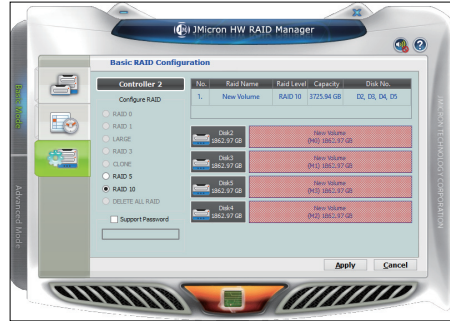 JMicron HW RAID Manager
Basic RAID Configuration
Basic Mode
Advanced Mode
Controller 2
Configure RAID
RAID 0
RAID 1
LARGE
RAID 3
CLONE
RAID 5
RAID 10
DELETE ALL RAID
Support Password
No. Raid Name Raid Level Capacity Disk No.
1. New Volume RAID 10 3725.94 GB D2, D3, D4, D5
Disk2
1862.97 GB
New Volume
(M0) 1862.97 GB
Disk3
1862.97 GB
New Volume
(M1) 1862.97 GB
Disk5
1862.97 GB
New Volume
(M3) 1862.97 GB
Disk4
1862.97 GB
New Volume
(M2) 1862.97 GB
Apply Cancel
JMICRON TECHNOLOGY CORPORATION